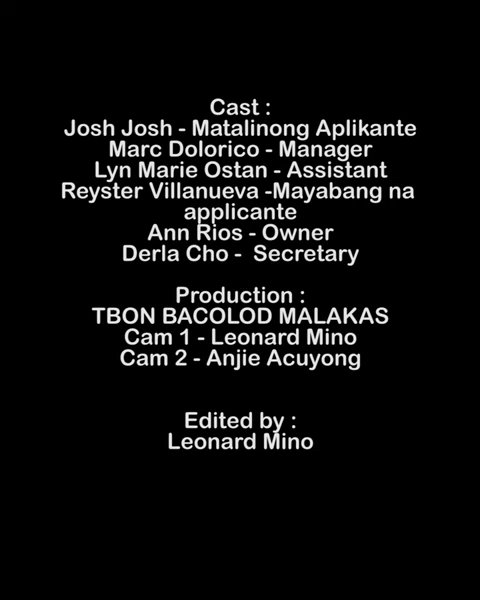 Cast :
Josh Josh - Matalinong Aplikante
Marc Dolorico - Manager
Lyn Marie Ostan - Assistant
Reyster Villanueva -Mayabang na
applicante
Ann Rios - Owner
Derla Cho -  Secretary
Production :
TBON BACOLOD MALAKAS
Cam 1 - Leonard Mino
Cam 2 - Anjie Acuyong
Edited by :
Leonard Mino